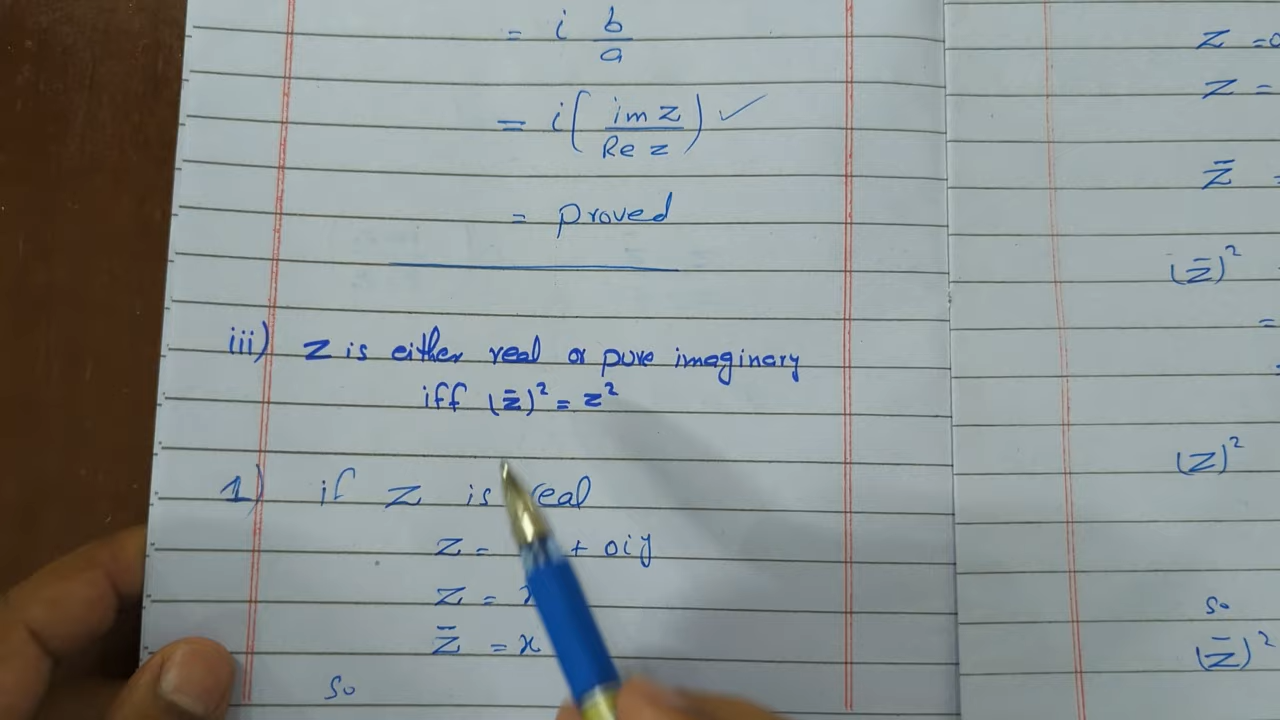 = i b/a
= i ( im z / Re z ) ✓
= proved
iii) Z is either real or pure imaginary
iff (z̄)² = z²
1) if Z is real
Z = + oiy
Z =
Z̄ = x
So
Z =
Z =
Z̄ =
(z̄)²
=
(z)²
So
(z̄)²